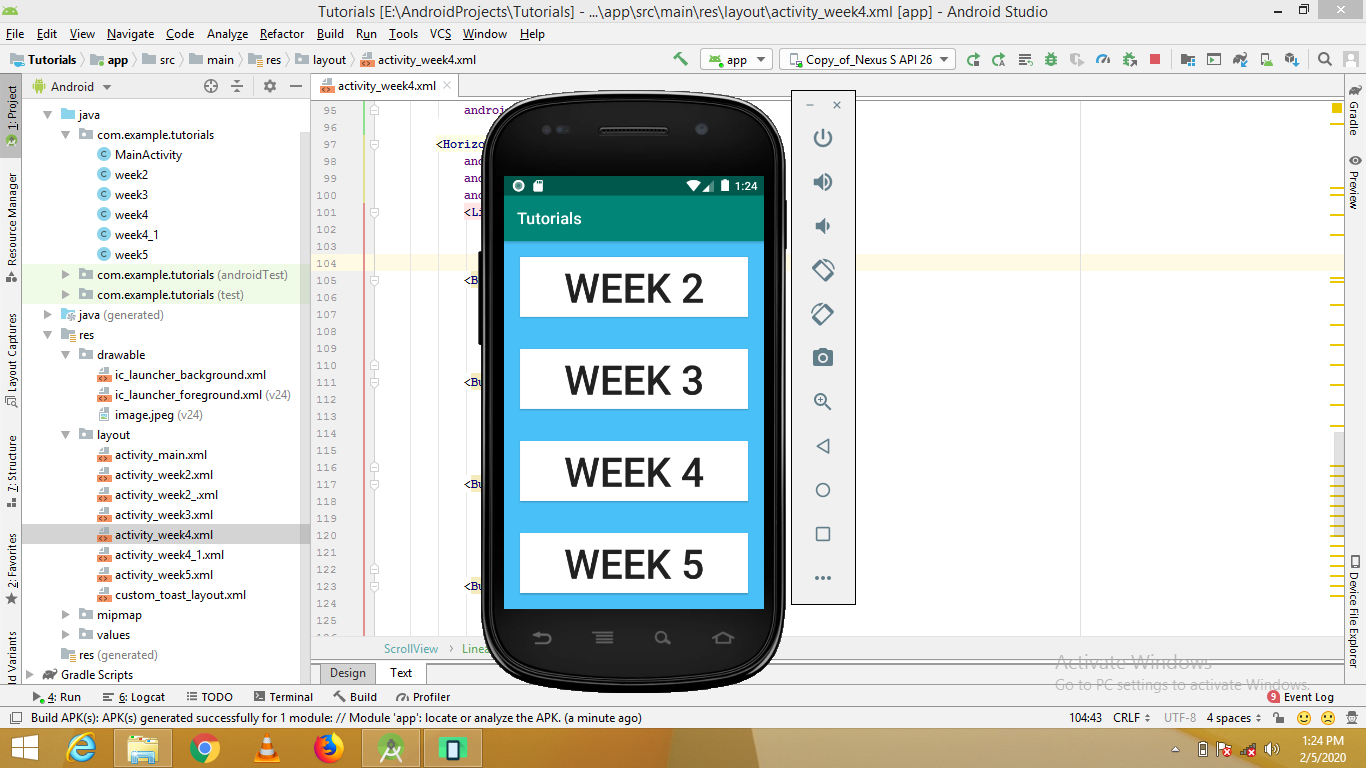 Tutorials [E:\AndroidProjects\Tutorials] - ...\app\src\main\res\layout\activity_week4.xml [app] - Android Studio
File Edit View Navigate Code Analyze Refactor Build Run Tools VCS Window Help
Tutorials app src main res layout activity_week4.xml app Copy_of_Nexus S API 26
1: Project
Resource Manager
Layout Captures
7: Structure
2: Favorites
Android
java
com.example.tutorials
MainActivity
week2
week3
week4
week4_1
week5
com.example.tutorials (androidTest)
com.example.tutorials (test)
java (generated)
res
drawable
ic_launcher_background.xml
ic_launcher_foreground.xml (v24)
image.jpeg (v24)
layout
activity_main.xml
activity_week2.xml
activity_week2_.xml
activity_week3.xml
activity_week4.xml
activity_week4_1.xml
activity_week5.xml
custom_toast_layout.xml
mipmap
values
res (generated)
Gradle Scripts
activity_week4.xml
95 androi
96
97 <Horizo
98 an
99 an
100 an
101 <Li
102
103
104
105 <B
106
107
108
109
110
111 <Bu
112
113
114
115
116
117 <Bu
118
119
120
121
122
123 <Bu
124
125
ScrollView Linea
Design Text
1:24
Tutorials
WEEK 2
WEEK 3
WEEK 4
WEEK 5
Gradle
Preview
Device File Explorer
Activate Windows
Go to PC settings to activate Windows.
4: Run 6: Logcat TODO Terminal Build Profiler 9 Event Log
Build APK(s): APK(s) generated successfully for 1 module: // Module 'app': locate or analyze the APK. (a minute ago) 104:43 CRLF UTF-8 4 spaces
1:24 PM
2/5/2020